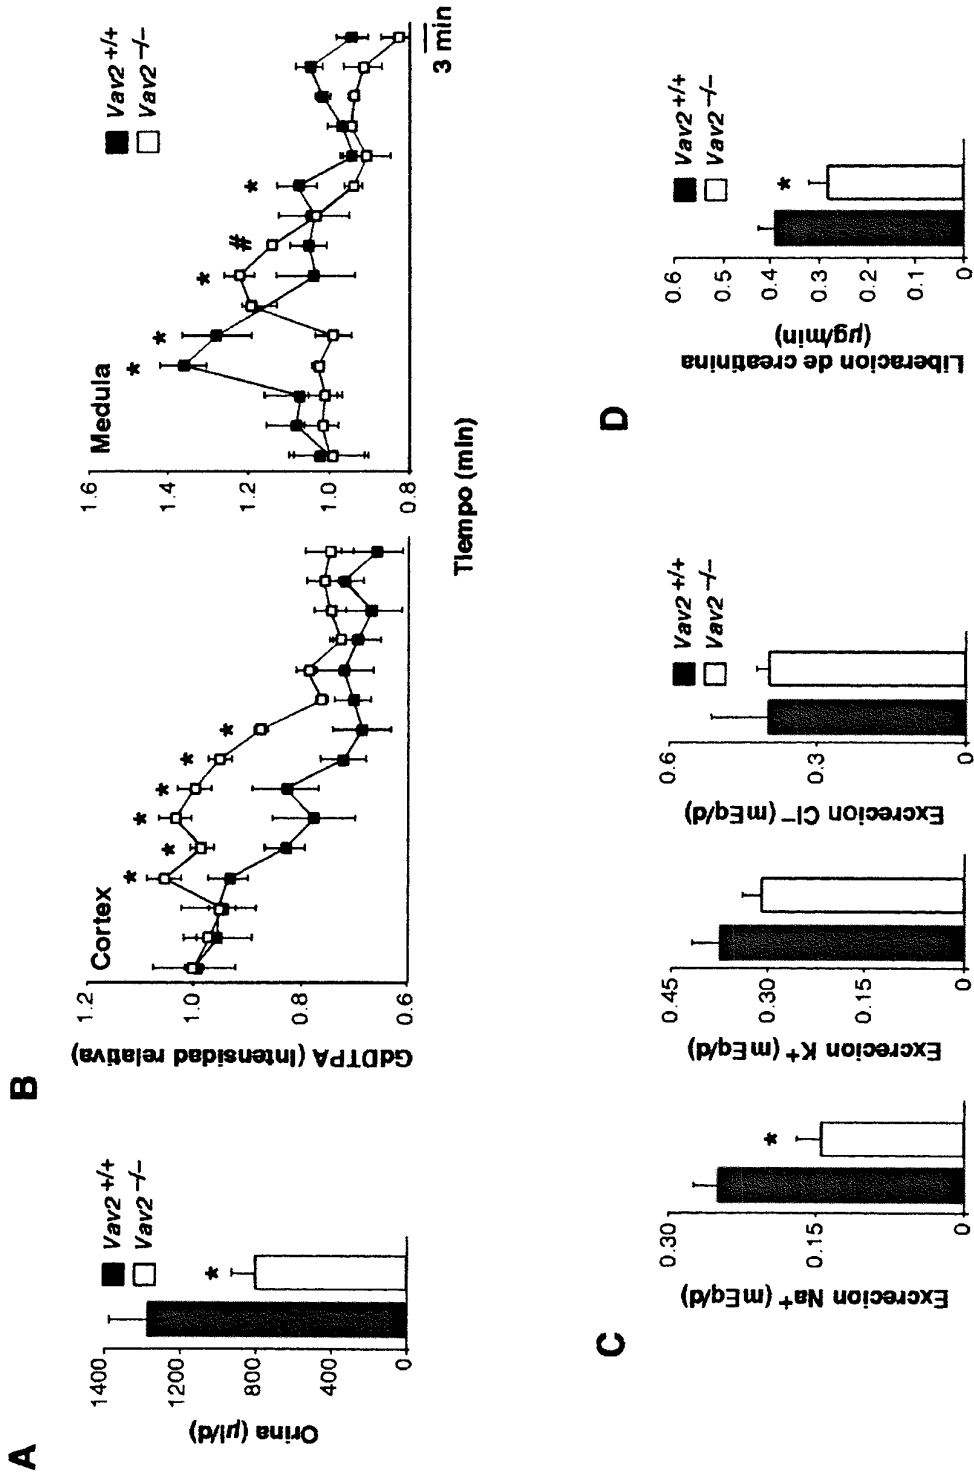 A
Orina (µl/d)
1400
1200
800
400
0
Vav2+/+
Vav2–/–
*
B
GdDTPA (Intensidad relativa)
1.2
1.0
0.8
0.6
Cortex
* * * * * *
1.6
1.4
1.2
1.0
0.8
Medula
* * * # *
Vav2+/+
Vav2–/–
3 min
Tiempo (min)
C
Excrecion Na+ (mEq/d)
0.30
0.15
0
*
Excrecion K+ (mEq/d)
0.45
0.30
0.15
0
Excrecion Cl– (mEq/d)
0.6
0.3
0
Vav2+/+
Vav2–/–
D
Liberacion de creatinina
(µg/min)
0.6
0.5
0.4
0.3
0.2
0.1
0
Vav2+/+
Vav2–/–
*